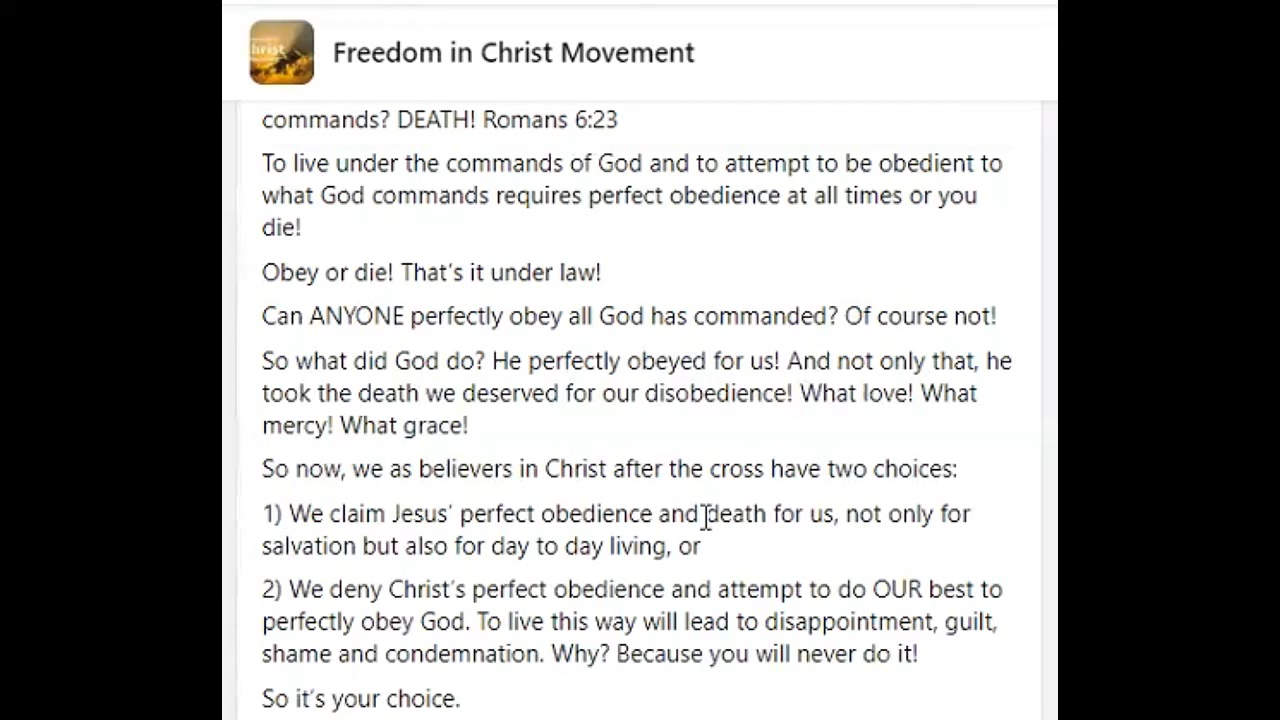 hrist
Freedom in Christ Movement
commands? DEATH! Romans 6:23
To live under the commands of God and to attempt to be obedient to
what God commands requires perfect obedience at all times or you
die!
Obey or die! That's it under law!
Can ANYONE perfectly obey all God has commanded? Of course not!
So what did God do? He perfectly obeyed for us! And not only that, he
took the death we deserved for our disobedience! What love! What
mercy! What grace!
So now, we as believers in Christ after the cross have two choices:
1) We claim Jesus' perfect obedience and death for us, not only for
salvation but also for day to day living, or
2) We deny Christ's perfect obedience and attempt to do OUR best to
perfectly obey God. To live this way will lead to disappointment, guilt,
shame and condemnation. Why? Because you will never do it!
So it's your choice.